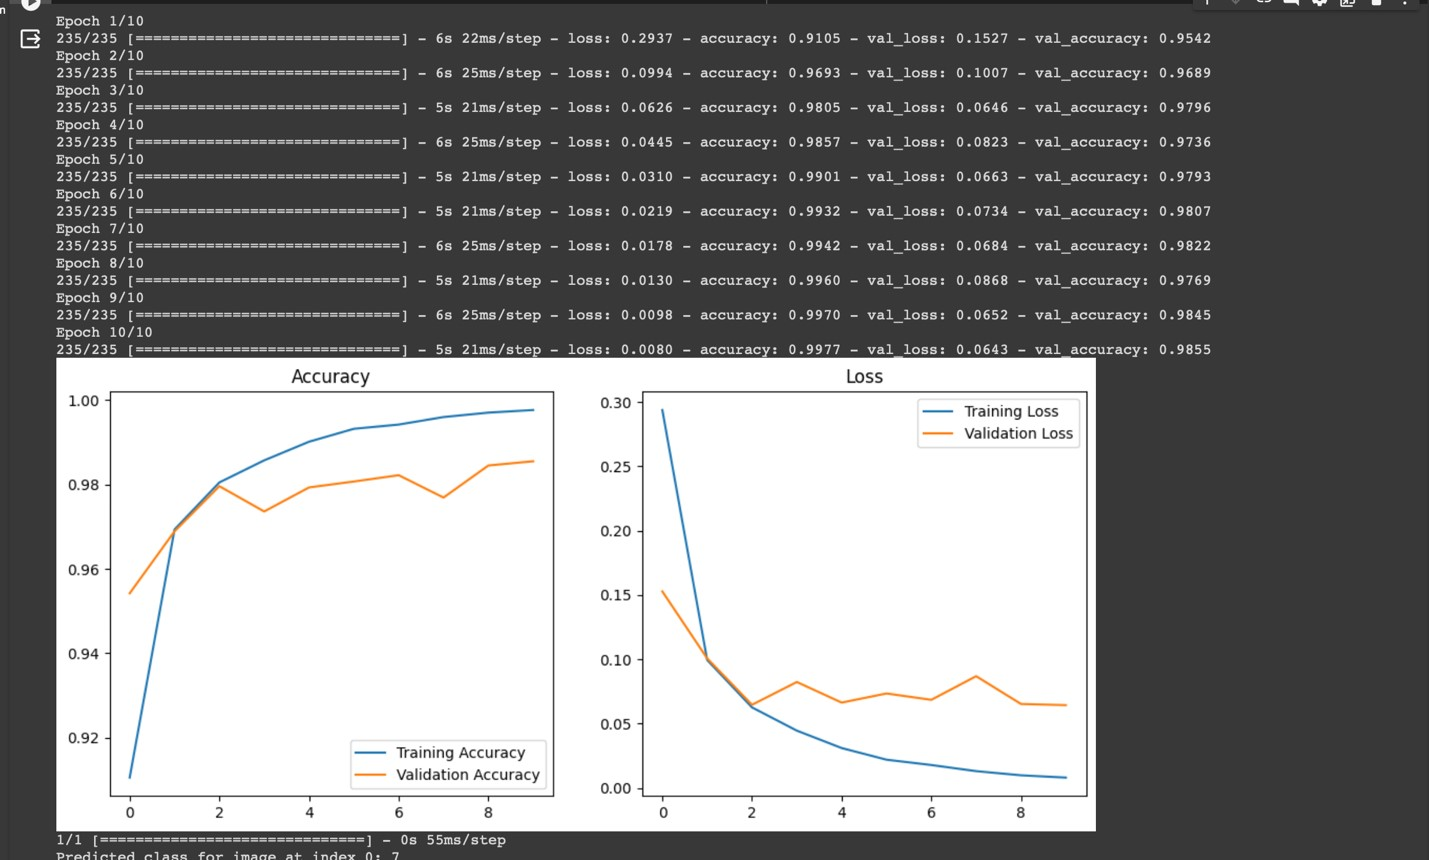 Epoch 1/10
235/235 [==============================] - 6s 22ms/step - loss: 0.2937 - accuracy: 0.9105 - val_loss: 0.1527 - val_accuracy: 0.9542
Epoch 2/10
235/235 [==============================] - 6s 25ms/step - loss: 0.0994 - accuracy: 0.9693 - val_loss: 0.1007 - val_accuracy: 0.9689
Epoch 3/10
235/235 [==============================] - 5s 21ms/step - loss: 0.0626 - accuracy: 0.9805 - val_loss: 0.0646 - val_accuracy: 0.9796
Epoch 4/10
235/235 [==============================] - 6s 25ms/step - loss: 0.0445 - accuracy: 0.9857 - val_loss: 0.0823 - val_accuracy: 0.9736
Epoch 5/10
235/235 [==============================] - 5s 21ms/step - loss: 0.0310 - accuracy: 0.9901 - val_loss: 0.0663 - val_accuracy: 0.9793
Epoch 6/10
235/235 [==============================] - 5s 21ms/step - loss: 0.0219 - accuracy: 0.9932 - val_loss: 0.0734 - val_accuracy: 0.9807
Epoch 7/10
235/235 [==============================] - 6s 25ms/step - loss: 0.0178 - accuracy: 0.9942 - val_loss: 0.0684 - val_accuracy: 0.9822
Epoch 8/10
235/235 [==============================] - 5s 21ms/step - loss: 0.0130 - accuracy: 0.9960 - val_loss: 0.0868 - val_accuracy: 0.9769
Epoch 9/10
235/235 [==============================] - 6s 25ms/step - loss: 0.0098 - accuracy: 0.9970 - val_loss: 0.0652 - val_accuracy: 0.9845
Epoch 10/10
235/235 [==============================] - 5s 21ms/step - loss: 0.0080 - accuracy: 0.9977 - val_loss: 0.0643 - val_accuracy: 0.9855
Accuracy
1.00
0.98
0.96
0.94
0.92
Training Accuracy
Validation Accuracy
0 2 4 6 8
Loss
0.30
0.25
0.20
0.15
0.10
0.05
0.00
Training Loss
Validation Loss
0 2 4 6 8
1/1 [==============================] - 0s 55ms/step
Predicted class for image at index 0: 7